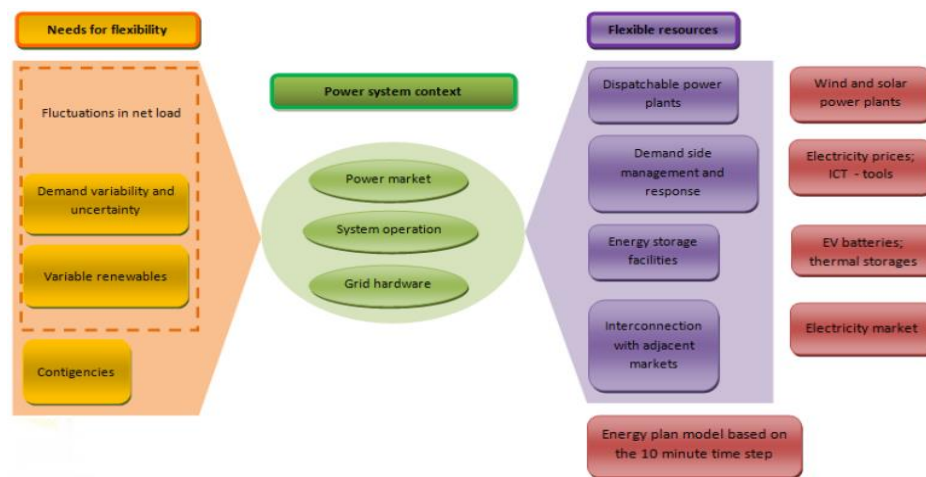 Needs for flexibility
Fluctuations in net load
Demand variability and
uncertainty
Variable renewables
Contigencies
Power system context
Power market
System operation
Grid hardware
Flexible resources
Dispatchable power
plants
Demand side
management and
response
Energy storage
facilities
Interconnection
with adjacent
markets
Wind and solar
power plants
Electricity prices;
ICT - tools
EV batteries;
thermal storages
Electricity market
Energy plan model based on
the 10 minute time step